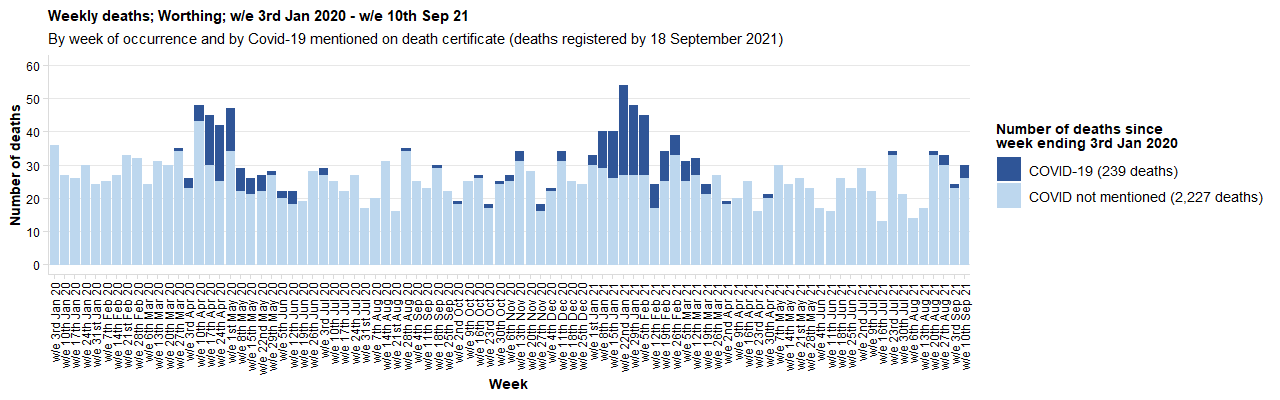 Weekly deaths; Worthing; w/e 3rd Jan 2020 - w/e 10th Sep 21
By week of occurrence and by Covid-19 mentioned on death certificate (deaths registered by 18 September 2021)
Number of deaths
60
50
40
30
20
10
0
w/e 3rd Jan 20
w/e 10th Jan 20
w/e 17th Jan 20
w/e 24th Jan 20
w/e 31st Jan 20
w/e 7th Feb 20
w/e 14th Feb 20
w/e 21st Feb 20
w/e 28th Feb 20
w/e 6th Mar 20
w/e 13th Mar 20
w/e 20th Mar 20
w/e 27th Mar 20
w/e 3rd Apr 20
w/e 10th Apr 20
w/e 17th Apr 20
w/e 24th Apr 20
w/e 1st May 20
w/e 8th May 20
w/e 15th May 20
w/e 22nd May 20
w/e 29th May 20
w/e 5th Jun 20
w/e 12th Jun 20
w/e 19th Jun 20
w/e 26th Jun 20
w/e 3rd Jul 20
w/e 10th Jul 20
w/e 17th Jul 20
w/e 24th Jul 20
w/e 31st Jul 20
w/e 7th Aug 20
w/e 14th Aug 20
w/e 21st Aug 20
w/e 28th Aug 20
w/e 4th Sep 20
w/e 11th Sep 20
w/e 18th Sep 20
w/e 25th Sep 20
w/e 2nd Oct 20
w/e 9th Oct 20
w/e 16th Oct 20
w/e 23rd Oct 20
w/e 30th Oct 20
w/e 6th Nov 20
w/e 13th Nov 20
w/e 20th Nov 20
w/e 27th Nov 20
w/e 4th Dec 20
w/e 11th Dec 20
w/e 18th Dec 20
w/e 25th Dec 20
w/e 1st Jan 21
w/e 8th Jan 21
w/e 15th Jan 21
w/e 22nd Jan 21
w/e 29th Jan 21
w/e 5th Feb 21
w/e 12th Feb 21
w/e 19th Feb 21
w/e 26th Feb 21
w/e 5th Mar 21
w/e 12th Mar 21
w/e 19th Mar 21
w/e 26th Mar 21
w/e 2nd Apr 21
w/e 9th Apr 21
w/e 16th Apr 21
w/e 23rd Apr 21
w/e 30th Apr 21
w/e 7th May 21
w/e 14th May 21
w/e 21st May 21
w/e 28th May 21
w/e 4th Jun 21
w/e 11th Jun 21
w/e 18th Jun 21
w/e 25th Jun 21
w/e 2nd Jul 21
w/e 9th Jul 21
w/e 16th Jul 21
w/e 23rd Jul 21
w/e 30th Jul 21
w/e 6th Aug 21
w/e 13th Aug 21
w/e 20th Aug 21
w/e 27th Aug 21
w/e 3rd Sep 21
w/e 10th Sep 21
Week
Number of deaths since
week ending 3rd Jan 2020
COVID-19 (239 deaths)
COVID not mentioned (2,227 deaths)